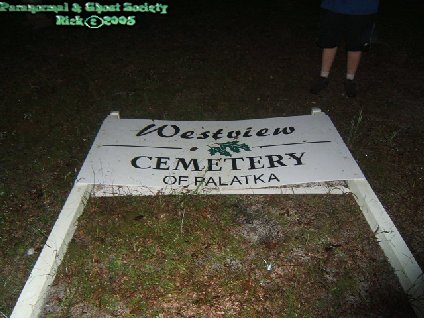 Paranormal & Ghost Society
Rick©2005
Westview
CEMETERY
OF PALATKA